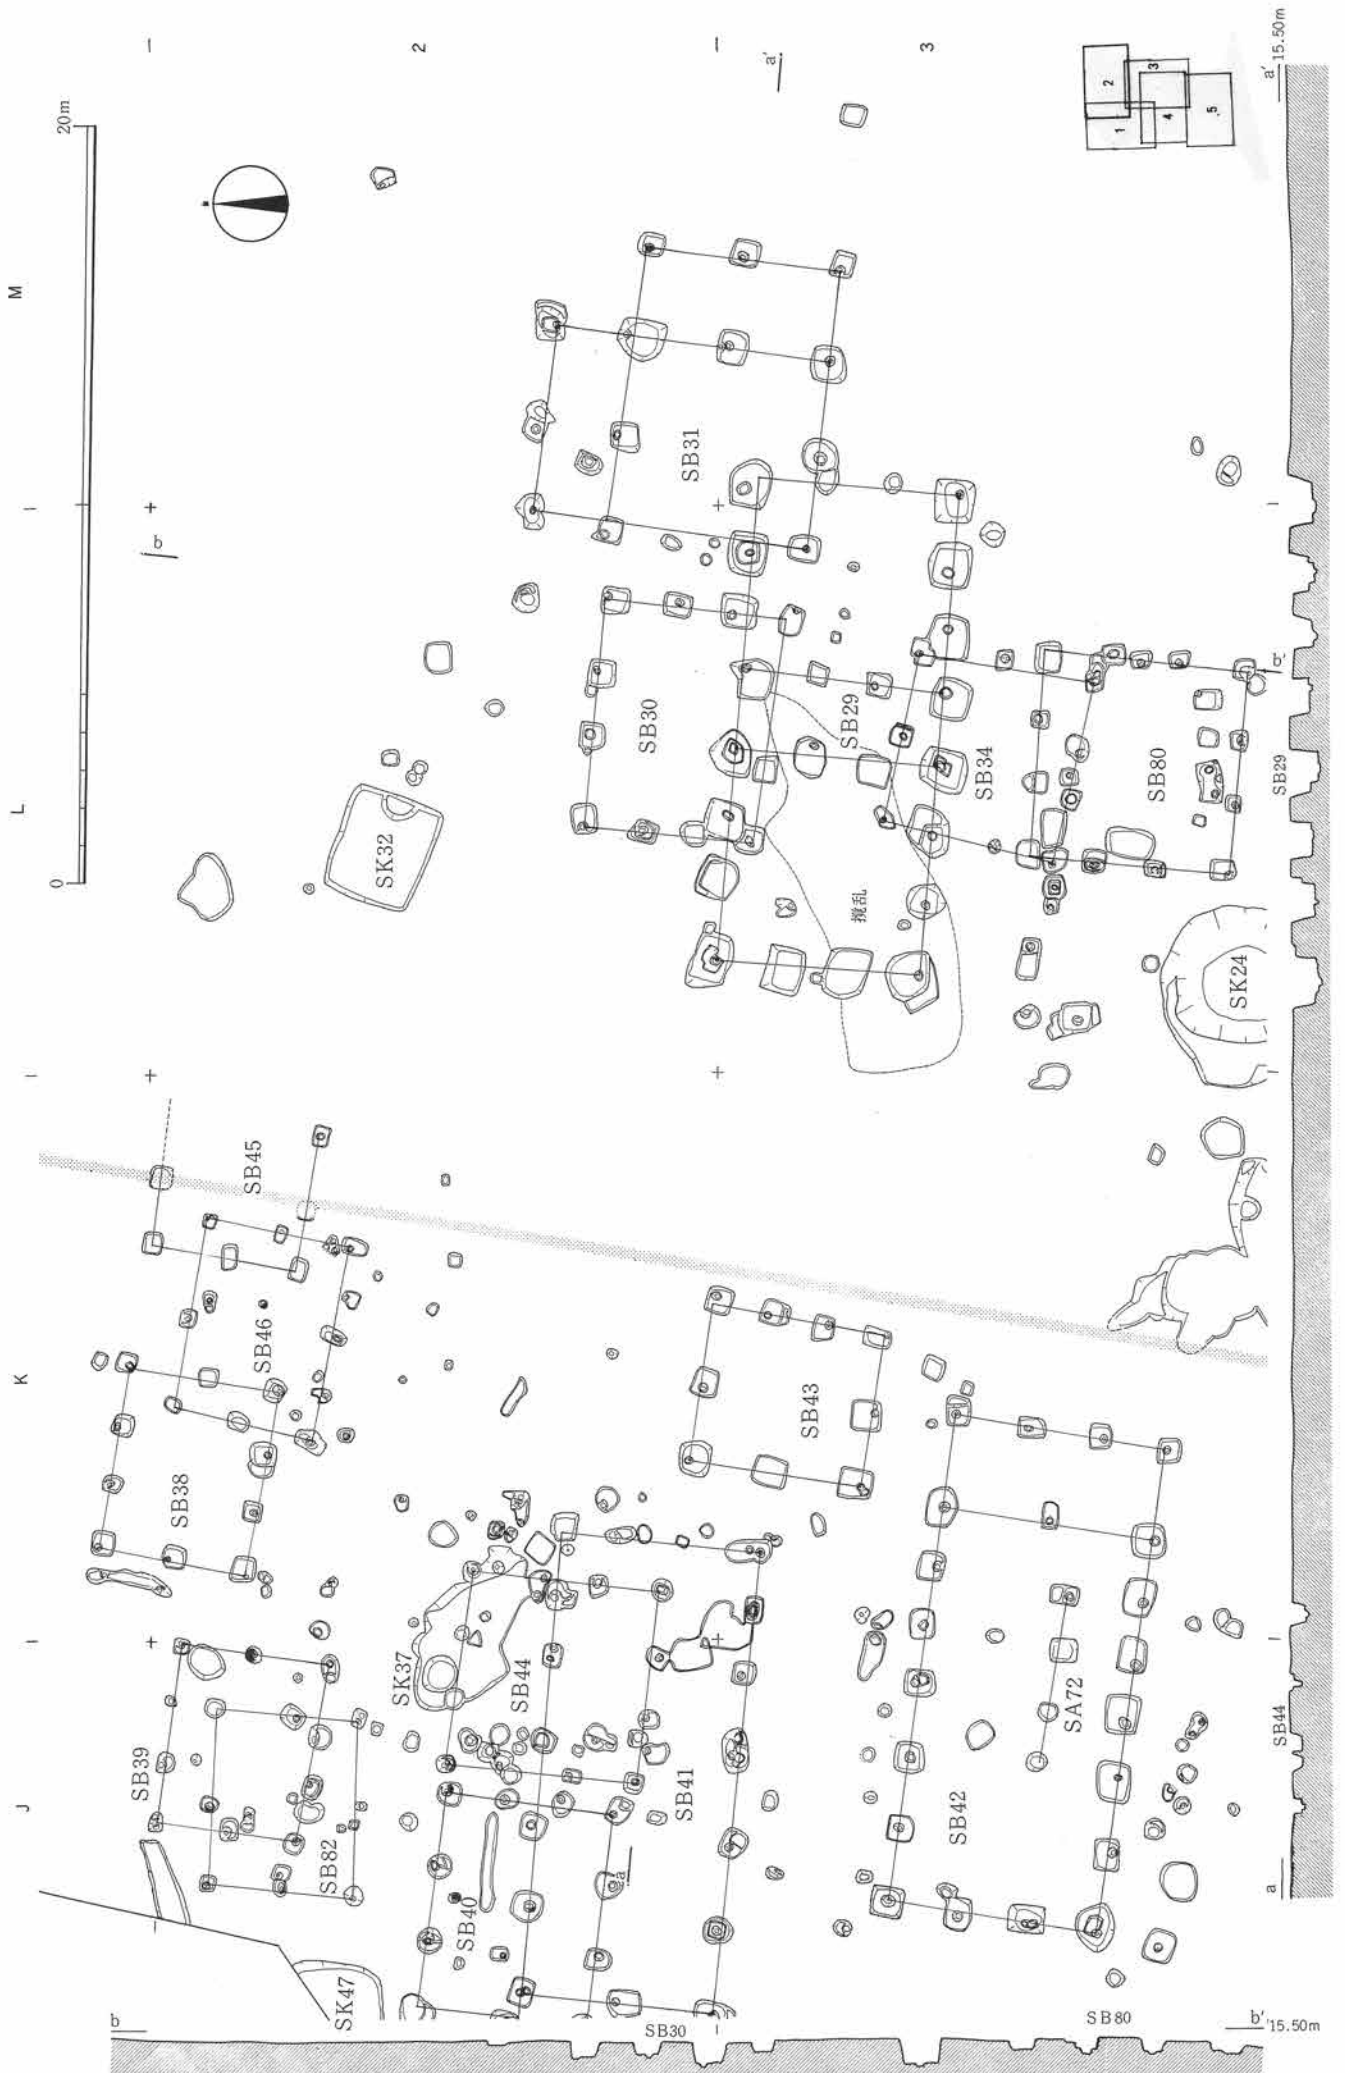 20m
0
2
3
M
L
K
J
a'
b'
a'
15.50m
1
2
3
4
5
SB31
SB30
SB29
SB34
SB80
SB29
b'
SK32
攪乱
SK24
SB45
SB46
SB38
SB43
SK37
SB44
SB39
SB82
SB41
SA72
SB42
SB44
SB40
a
a
SK47
b
SB30
SB80
b'
15.50m